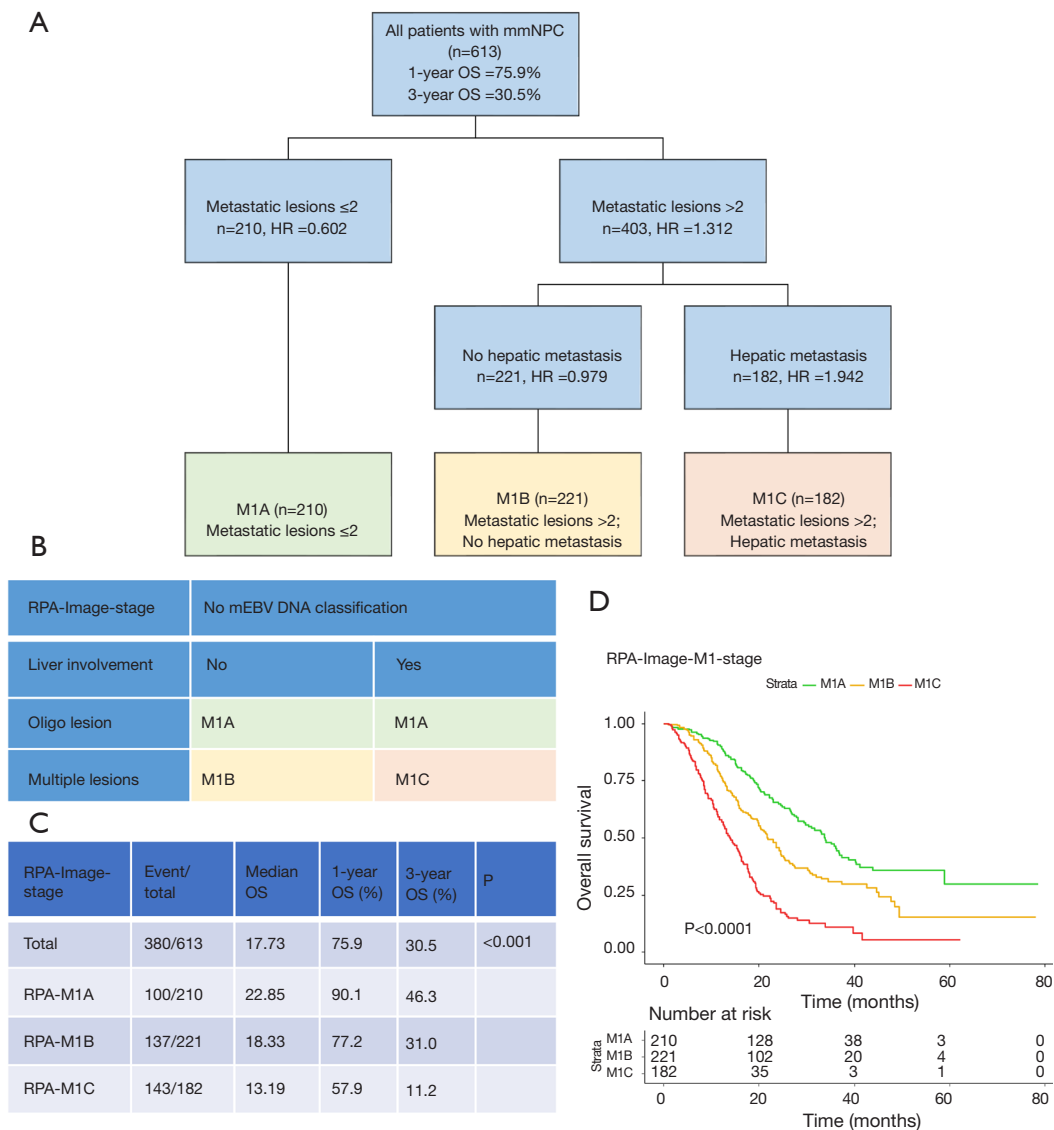 A
All patients with mmNPC
(n=613)
1-year OS =75.9%
3-year OS =30.5%
Metastatic lesions ≤2
n=210, HR =0.602
Metastatic lesions >2
n=403, HR =1.312
No hepatic metastasis
n=221, HR =0.979
Hepatic metastasis
n=182, HR =1.942
M1A (n=210)
Metastatic lesions ≤2
M1B (n=221)
Metastatic lesions >2;
No hepatic metastasis
M1C (n=182)
Metastatic lesions >2;
Hepatic metastasis
B
RPA-Image-stage No mEBV DNA classification
Liver involvement No Yes
Oligo lesion M1A M1A
Multiple lesions M1B M1C
C
RPA-Image-
stage
Event/
total
Median
OS
1-year
OS (%)
3-year
OS (%)
P
Total 380/613 17.73 75.9 30.5 <0.001
RPA-M1A 100/210 22.85 90.1 46.3
RPA-M1B 137/221 18.33 77.2 31.0
RPA-M1C 143/182 13.19 57.9 11.2
D
RPA-Image-M1-stage
Strata M1A M1B M1C
Overall survival
1.00
0.75
0.50
0.25
0.00
P<0.0001
0 20 40 60 80
Time (months)
Number at risk
Strata
M1A 210 128 38 3 0
M1B 221 102 20 4 0
M1C 182 35 3 1 0
0 20 40 60 80
Time (months)